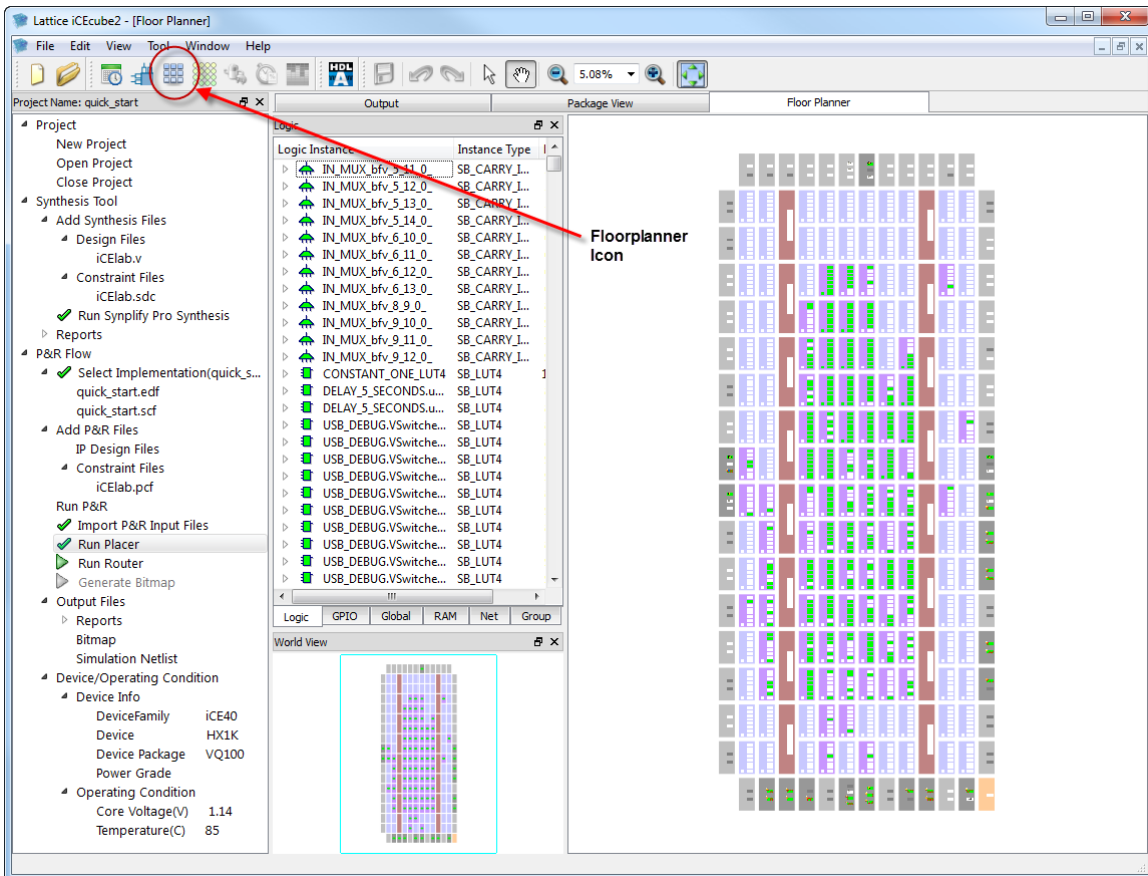 Lattice iCEcube2 - [Floor Planner]
File Edit View Tool Window Help
HDL
A
5.08%
Project Name: quick_start
Output
Package View
Floor Planner
Project
New Project
Open Project
Close Project
Synthesis Tool
Add Synthesis Files
Design Files
iCElab.v
Constraint Files
iCElab.sdc
Run Synplify Pro Synthesis
Reports
P&R Flow
Select Implementation(quick_s...
quick_start.edf
quick_start.scf
Add P&R Files
IP Design Files
Constraint Files
iCElab.pcf
Run P&R
Import P&R Input Files
Run Placer
Run Router
Generate Bitmap
Output Files
Reports
Bitmap
Simulation Netlist
Device/Operating Condition
Device Info
DeviceFamily iCE40
Device HX1K
Device Package VQ100
Power Grade
Operating Condition
Core Voltage(V) 1.14
Temperature(C) 85
Logic
Logic Instance Instance Type
IN_MUX_bfv_5_11_0_ SB_CARRY_I...
IN_MUX_bfv_5_12_0_ SB_CARRY_I...
IN_MUX_bfv_5_13_0_ SB_CARRY_I...
IN_MUX_bfv_5_14_0_ SB_CARRY_I...
IN_MUX_bfv_6_10_0_ SB_CARRY_I...
IN_MUX_bfv_6_11_0_ SB_CARRY_I...
IN_MUX_bfv_6_12_0_ SB_CARRY_I...
IN_MUX_bfv_6_13_0_ SB_CARRY_I...
IN_MUX_bfv_8_9_0_ SB_CARRY_I...
IN_MUX_bfv_9_10_0_ SB_CARRY_I...
IN_MUX_bfv_9_11_0_ SB_CARRY_I...
IN_MUX_bfv_9_12_0_ SB_CARRY_I...
CONSTANT_ONE_LUT4 SB_LUT4 1
DELAY_5_SECONDS.u... SB_LUT4
DELAY_5_SECONDS.u... SB_LUT4
USB_DEBUG.VSwitche... SB_LUT4
USB_DEBUG.VSwitche... SB_LUT4
USB_DEBUG.VSwitche... SB_LUT4
USB_DEBUG.VSwitche... SB_LUT4
USB_DEBUG.VSwitche... SB_LUT4
USB_DEBUG.VSwitche... SB_LUT4
USB_DEBUG.VSwitche... SB_LUT4
USB_DEBUG.VSwitche... SB_LUT4
USB_DEBUG.VSwitche... SB_LUT4
USB_DEBUG.VSwitche... SB_LUT4
Logic GPIO Global RAM Net Group
World View
Floorplanner
Icon